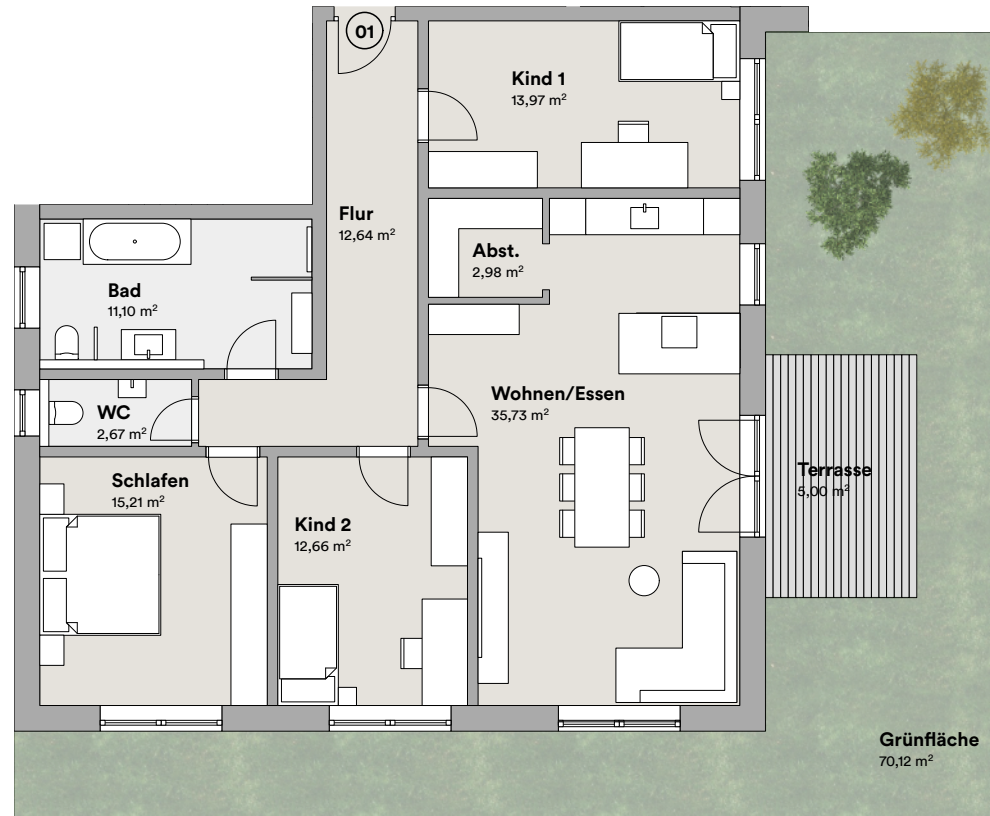 01
Kind 1
13,97 m²
Flur
12,64 m²
Abst.
2,98 m²
Bad
11,10 m²
Wohnen/Essen
35,73 m²
WC
2,67 m²
Terrasse
5,00 m²
Schlafen
15,21 m²
Kind 2
12,66 m²
Grünfläche
70,12 m²